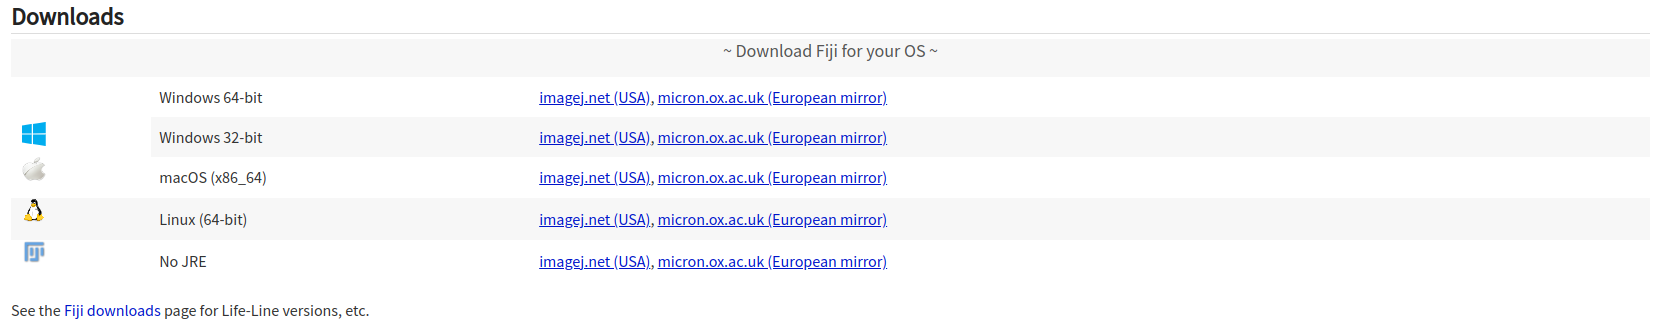 Downloads
~ Download Fiji for your OS ~
Windows 64-bit imagej.net (USA), micron.ox.ac.uk (European mirror)
Windows 32-bit imagej.net (USA), micron.ox.ac.uk (European mirror)
macOS (x86_64) imagej.net (USA), micron.ox.ac.uk (European mirror)
Linux (64-bit) imagej.net (USA), micron.ox.ac.uk (European mirror)
No JRE imagej.net (USA), micron.ox.ac.uk (European mirror)
See the Fiji downloads page for Life-Line versions, etc.